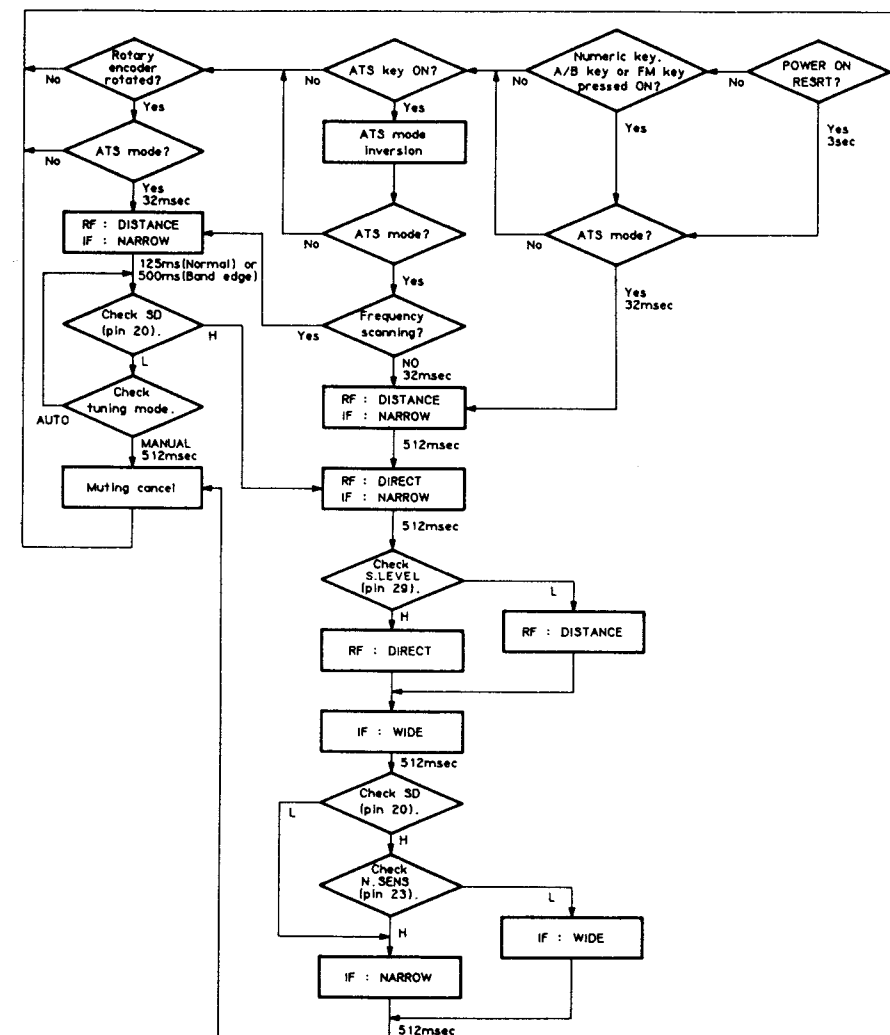 Rotary
encoder
rotated?
No
Yes
ATS key ON?
No
Yes
Numeric key.
A/B key or FM key
pressed ON?
No
Yes
POWER ON
RESRT?
No
Yes
3sec
ATS mode?
No
Yes
32msec
ATS mode
inversion
ATS mode?
No
Yes
ATS mode?
No
Yes
32msec
RF : DISTANCE
IF : NARROW
125ms(Normal) or
500ms(Band edge)
Frequency
scanning?
Yes
NO
32msec
Check SD
(pin 20).
H
L
RF : DISTANCE
IF : NARROW
512msec
Check
tuning mode.
AUTO
MANUAL
512msec
Muting cancel
RF : DIRECT
IF : NARROW
512msec
Check
S.LEVEL
(pin 29).
L
H
RF : DISTANCE
RF : DIRECT
IF : WIDE
512msec
Check SD
(pin 20).
L
H
Check
N.SENS
(pin 23).
L
H
IF : WIDE
IF : NARROW
512msec